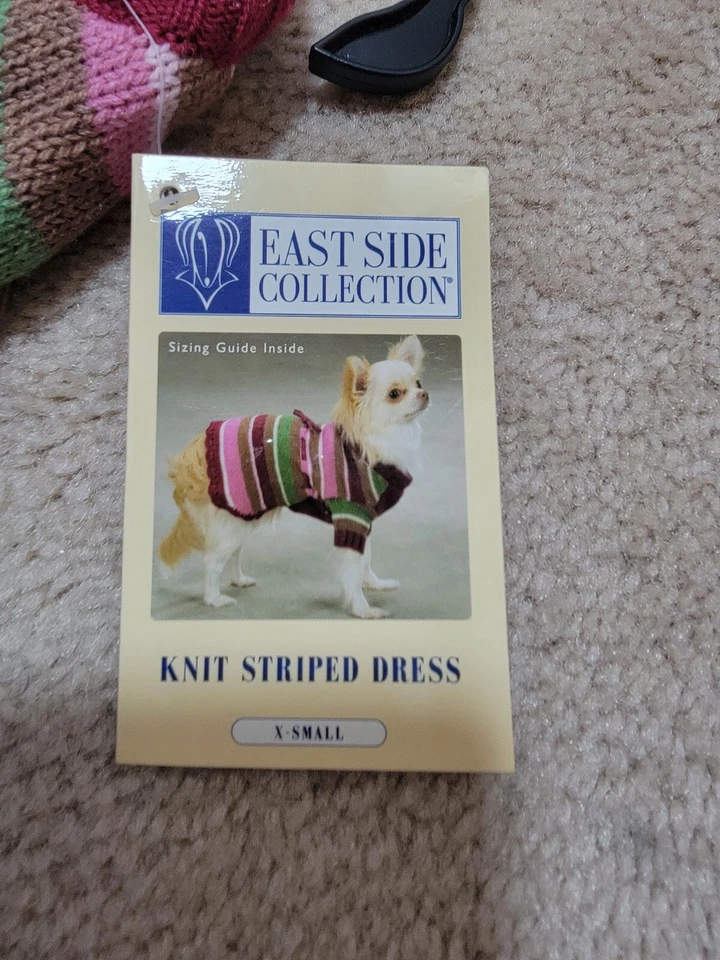 EAST SIDE
COLLECTION®
Sizing Guide Inside
KNIT STRIPED DRESS
X-SMALL